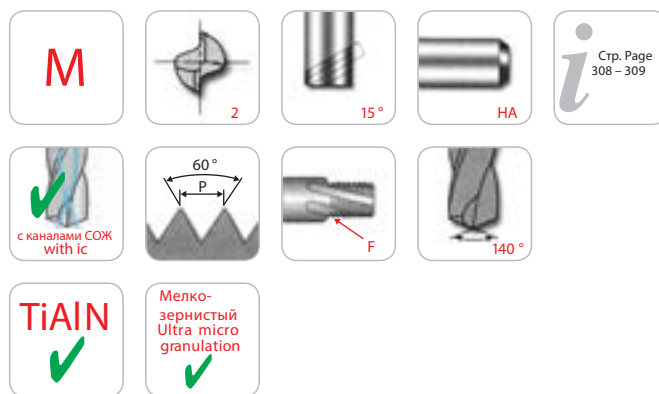 M
2
15 °
HA
Стр. Page
308 – 309
с каналами СОЖ
with ic
60 °
P
F
140 °
TiAlN
Мелко-
зернистый
Ultra micro
granulation